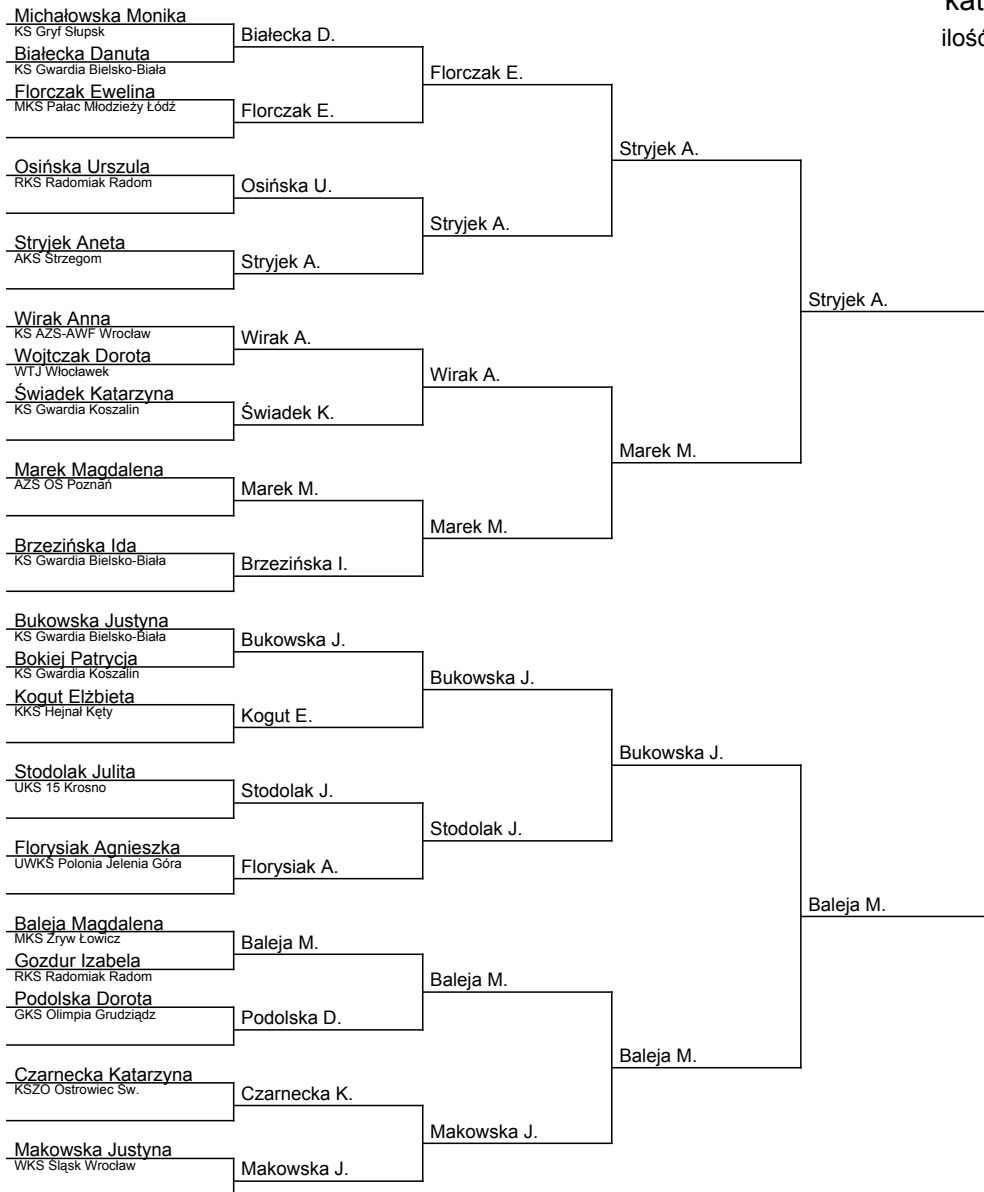 kat
ilość
Michałowska Monika
KS Gryf Słupsk
Białecka Danuta
KS Gwardia Bielsko-Biała
Florczak Ewelina
MKS Pałac Młodzieży Łódź
Osińska Urszula
RKS Radomiak Radom
Stryjek Aneta
AKS Strzegom
Wirak Anna
KS AZS-AWF Wrocław
Wojtczak Dorota
WTJ Włocławek
Świadek Katarzyna
KS Gwardia Koszalin
Marek Magdalena
AZS OŚ Poznań
Brzezińska Ida
KS Gwardia Bielsko-Biała
Bukowska Justyna
KS Gwardia Bielsko-Biała
Bokiej Patrycja
KS Gwardia Koszalin
Kogut Elżbieta
KKS Hejnał Kęty
Stodolak Julita
UKS 15 Krosno
Florysiak Agnieszka
UWKS Polonia Jelenia Góra
Baleja Magdalena
MKS Zryw Łowicz
Gozdur Izabela
RKS Radomiak Radom
Podolska Dorota
GKS Olimpia Grudziądz
Czarnecka Katarzyna
KSZO Ostrowiec Św.
Makowska Justyna
WKS Śląsk Wrocław
Białecka D.
Florczak E.
Osińska U.
Stryjek A.
Wirak A.
Świadek K.
Marek M.
Brzezińska I.
Bukowska J.
Kogut E.
Stodolak J.
Florysiak A.
Baleja M.
Podolska D.
Czarnecka K.
Makowska J.
Florczak E.
Stryjek A.
Wirak A.
Marek M.
Bukowska J.
Stodolak J.
Baleja M.
Makowska J.
Stryjek A.
Marek M.
Bukowska J.
Baleja M.
Stryjek A.
Baleja M.